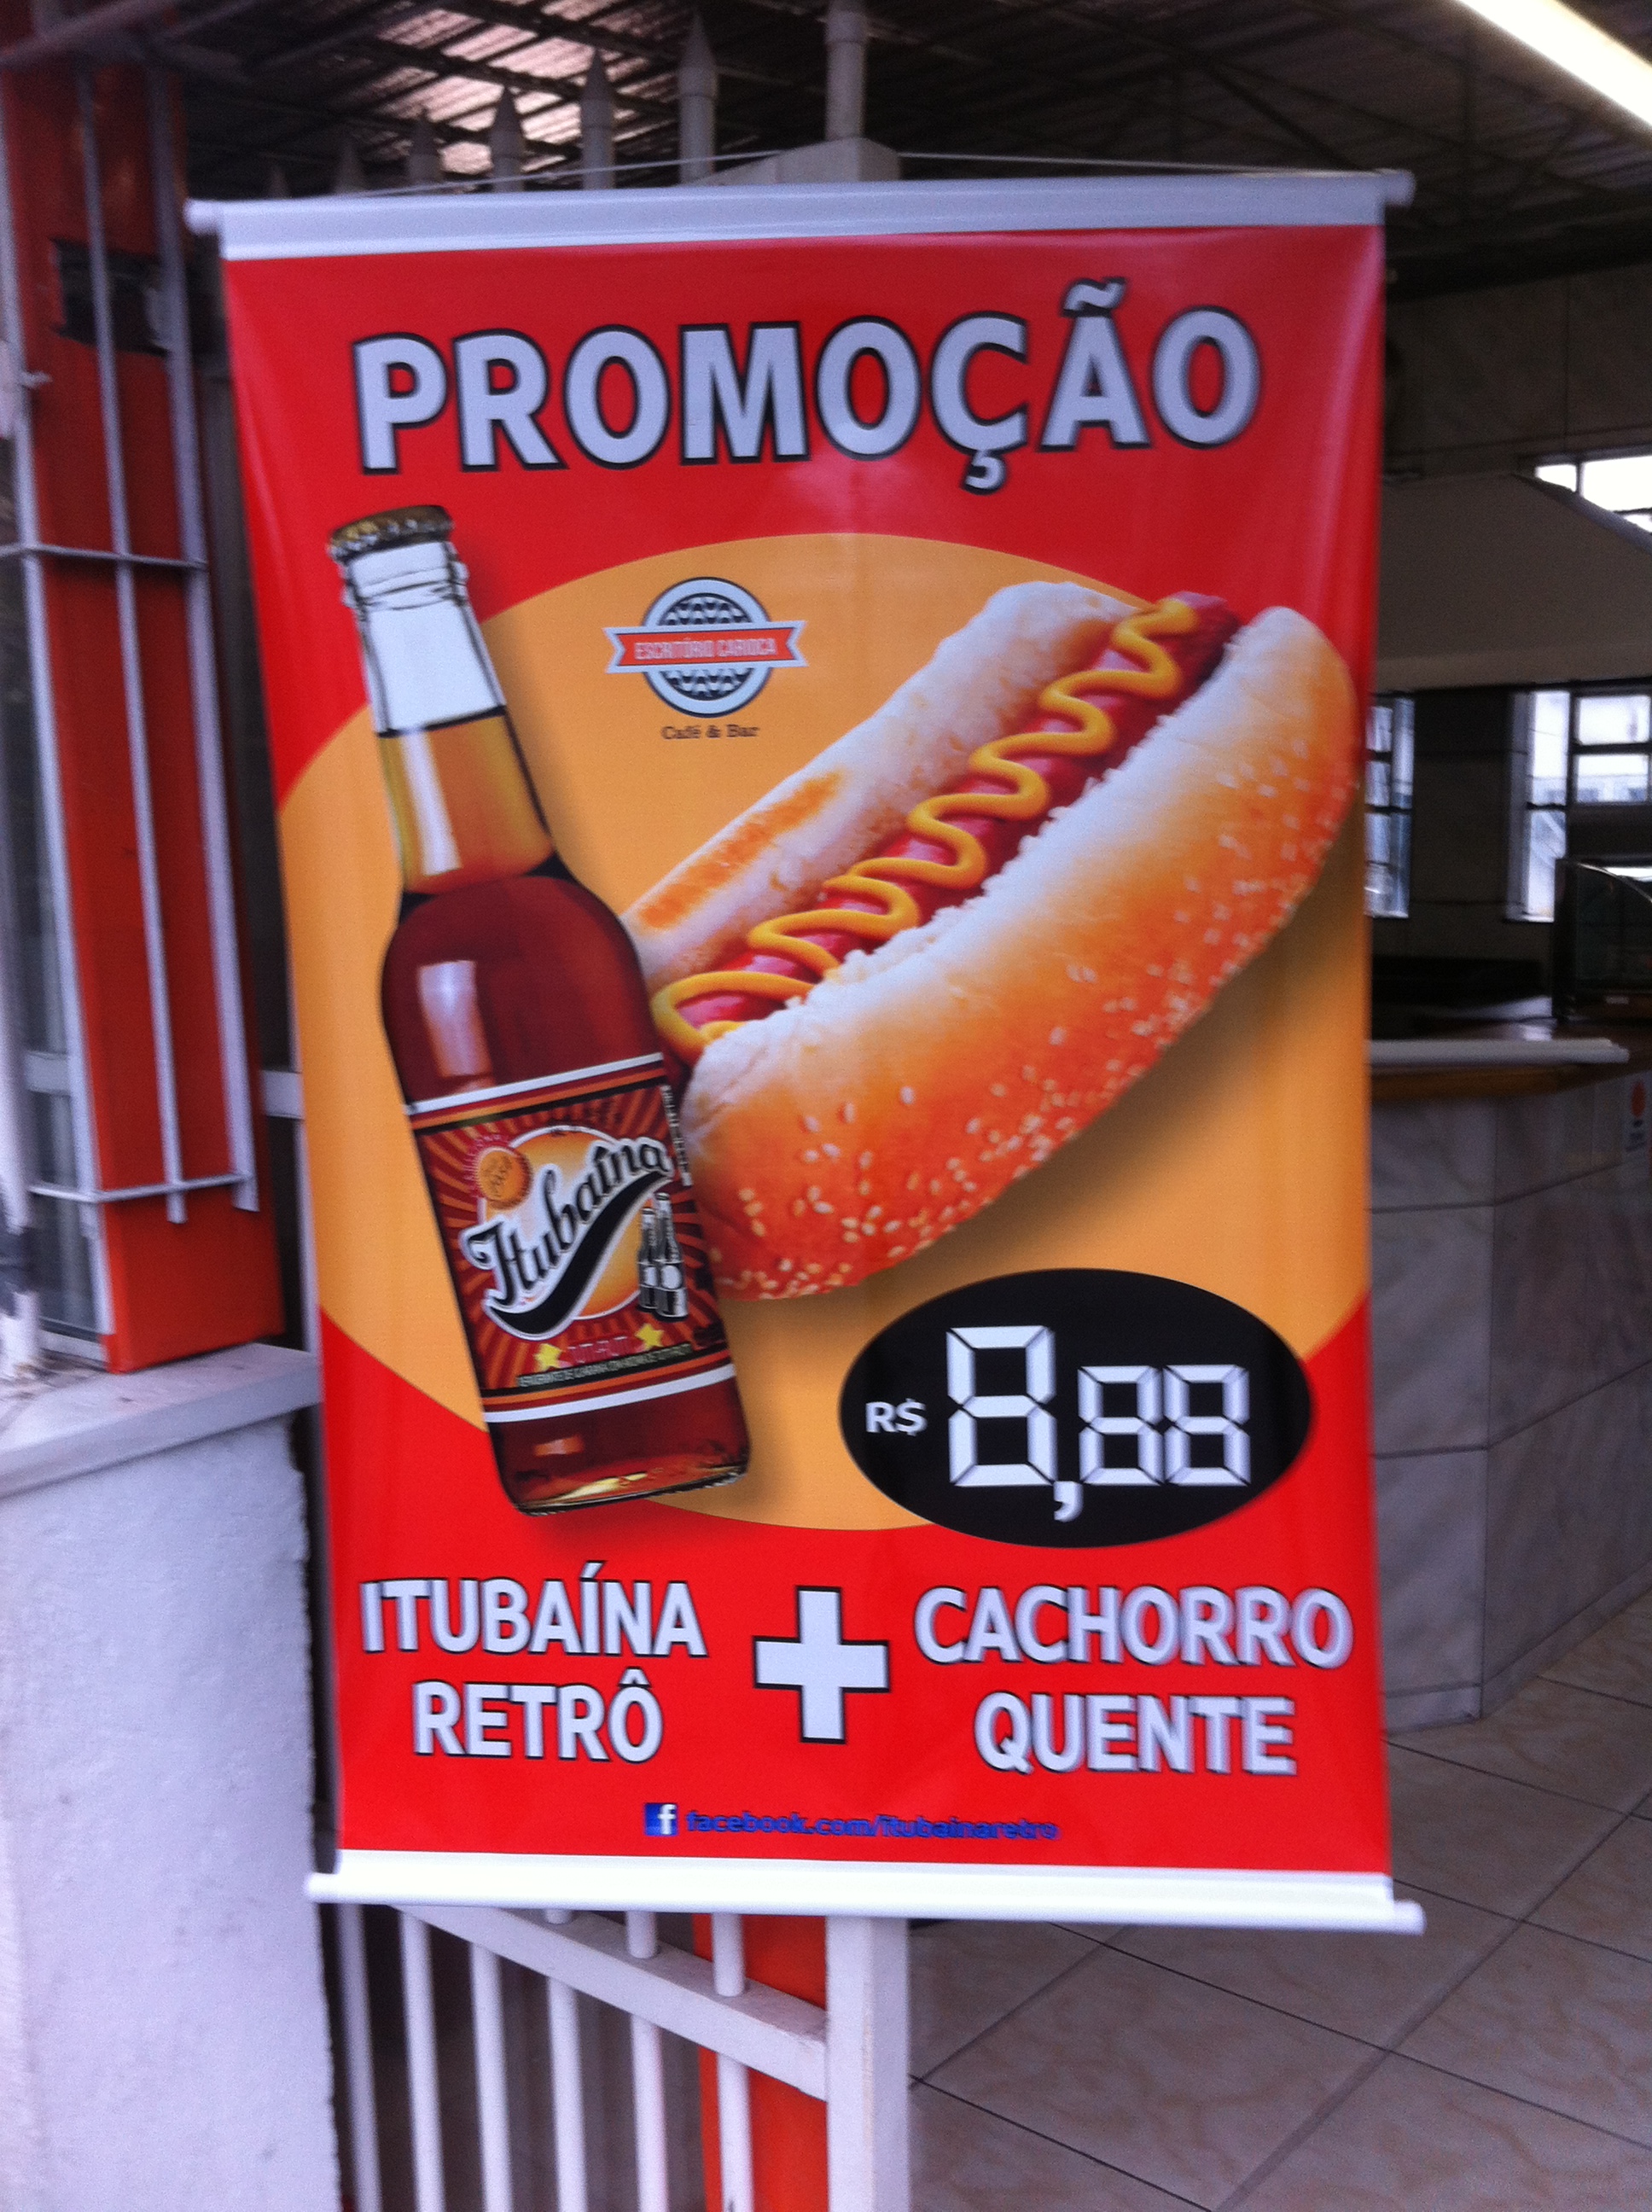 PROMOÇÃO
ESCRITÓRIO CARIOCA
Café & Bar
Itubaína
R$ 8,88
ITUBAÍNA
RETRÔ
+
CACHORRO
QUENTE
f facebook.com/itubainaretro